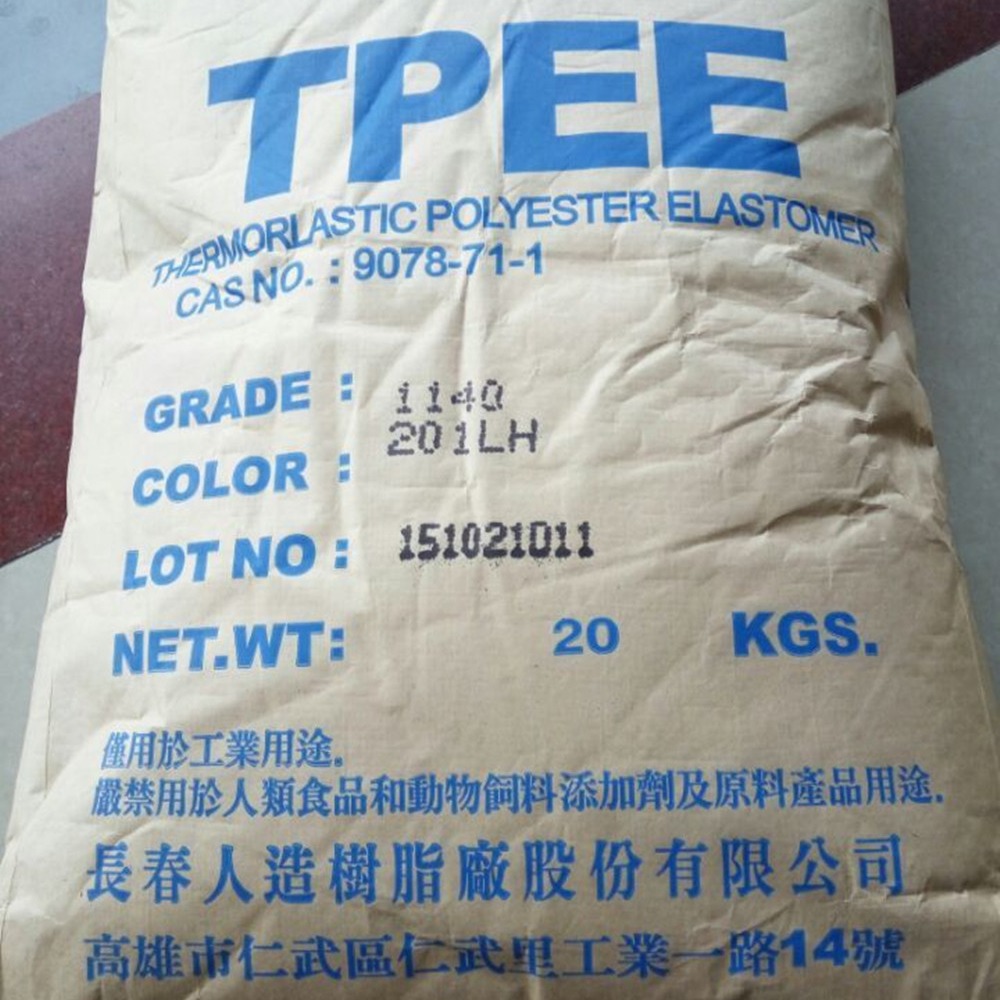 TPEE
THERMORLASTIC POLYESTER ELASTOMER
CAS NO. : 9078-71-1
GRADE : 1140
201LH
COLOR :
LOT NO : 151021D11
NET.WT: 20 KGS.
僅用於工業用途.
嚴禁用於人類食品和動物飼料添加劑及原料產品用途.
長春人造樹脂廠股份有限公司
高雄市仁武區仁武里工業一路14號